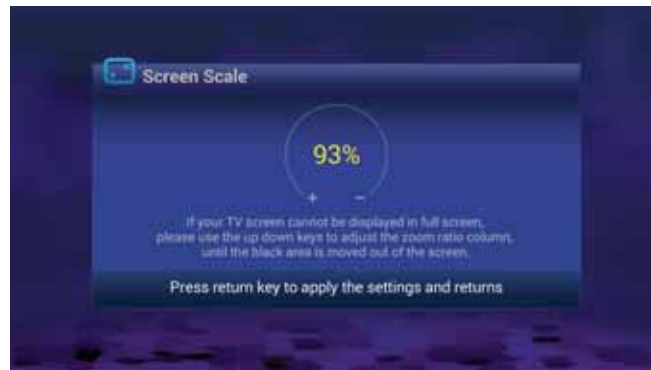 Screen Scale
93%
+ −
If your TV screen cannot be displayed in full screen,
please use the up down keys to adjust the zoom ratio column,
until the black area is moved out of the screen.
Press return key to apply the settings and returns